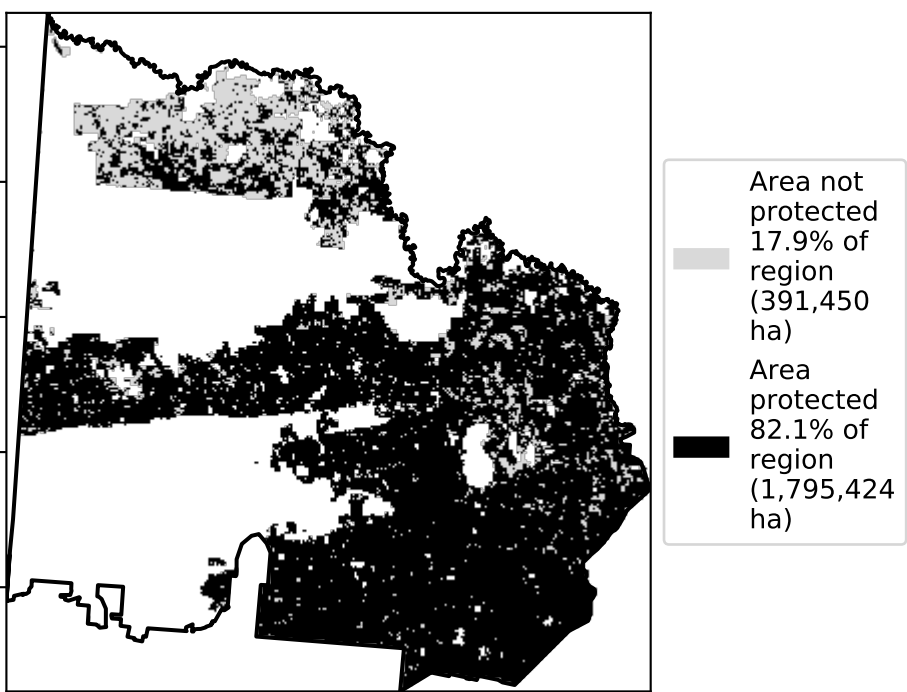 Area not
protected
17.9% of
region
(391,450
ha)
Area
protected
82.1% of
region
(1,795,424
ha)